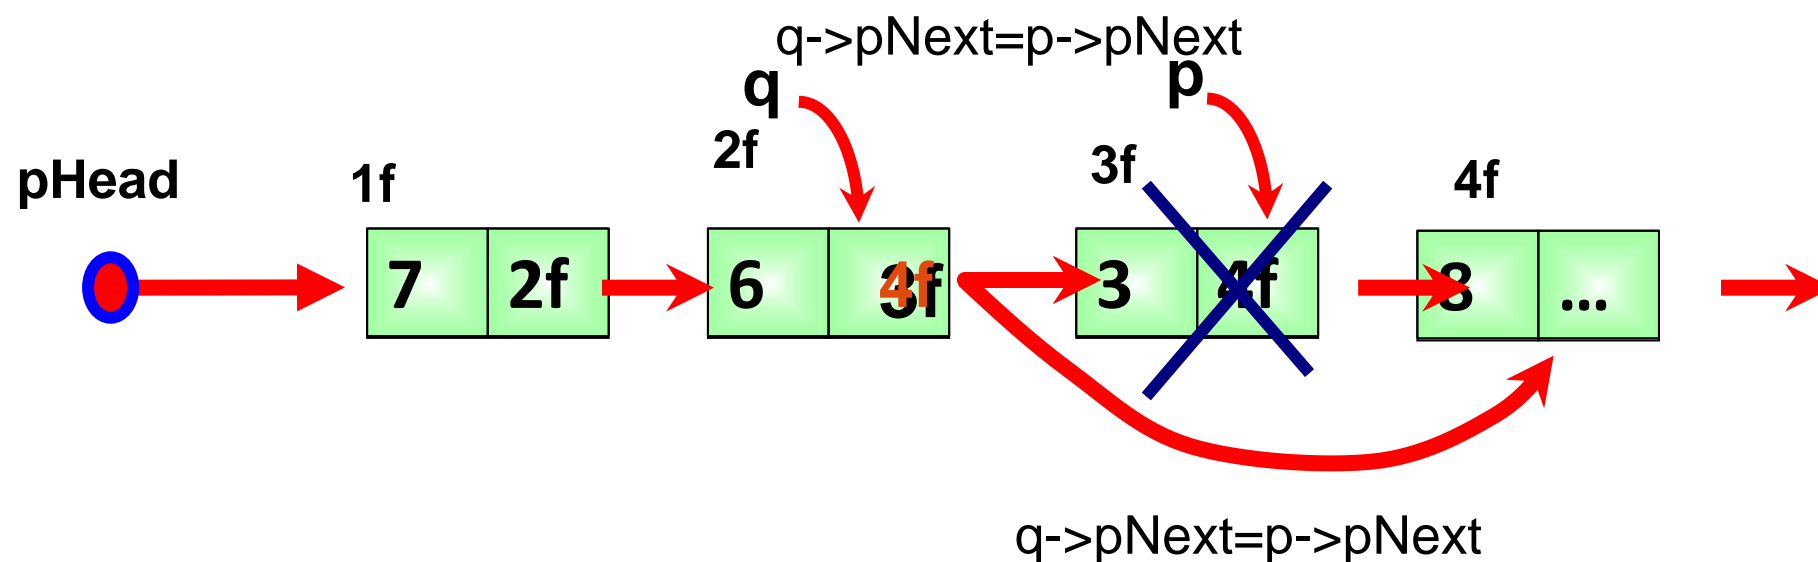 q->pNext=p->pNext
q
p
2f
3f
pHead
1f
4f
7 2f
6 3f 4f
3 4f
8 ...
q->pNext=p->pNext